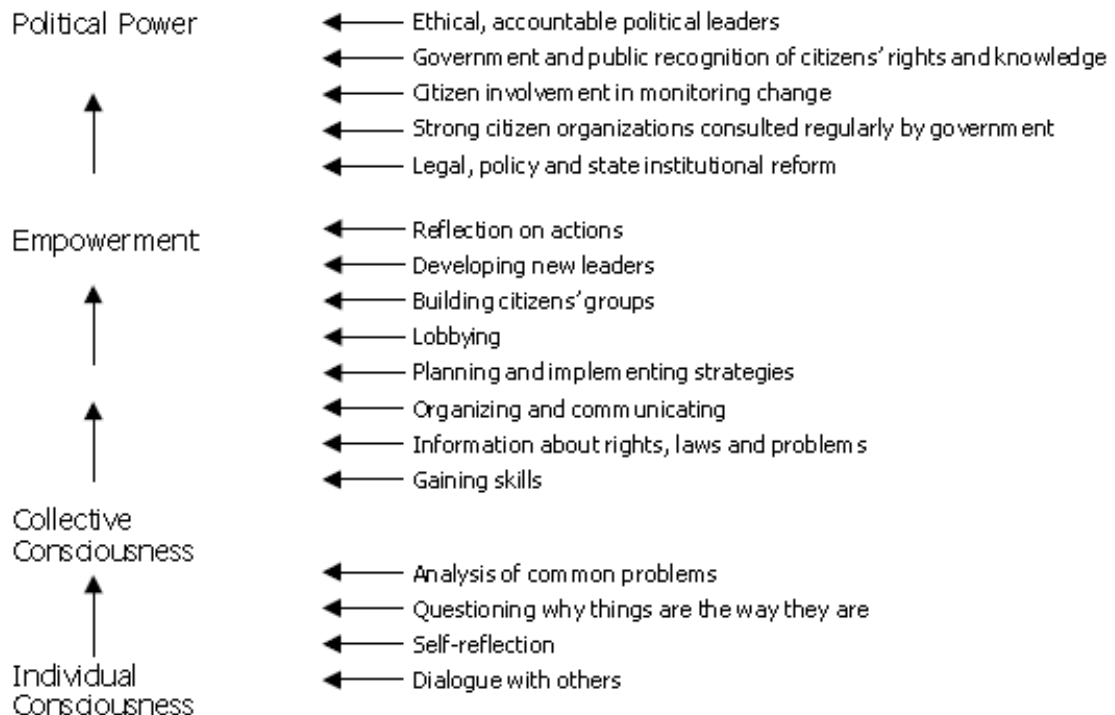 Political Power
Ethical, accountable political leaders
Government and public recognition of citizens’ rights and knowledge
Citizen involvement in monitoring change
Strong citizen organizations consulted regularly by government
Legal, policy and state institutional reform
Empowerment
Reflection on actions
Developing new leaders
Building citizens’ groups
Lobbying
Planning and implementing strategies
Organizing and communicating
Information about rights, laws and problems
Gaining skills
Collective
Consciousness
Analysis of common problems
Questioning why things are the way they are
Self-reflection
Dialogue with others
Individual
Consciousness